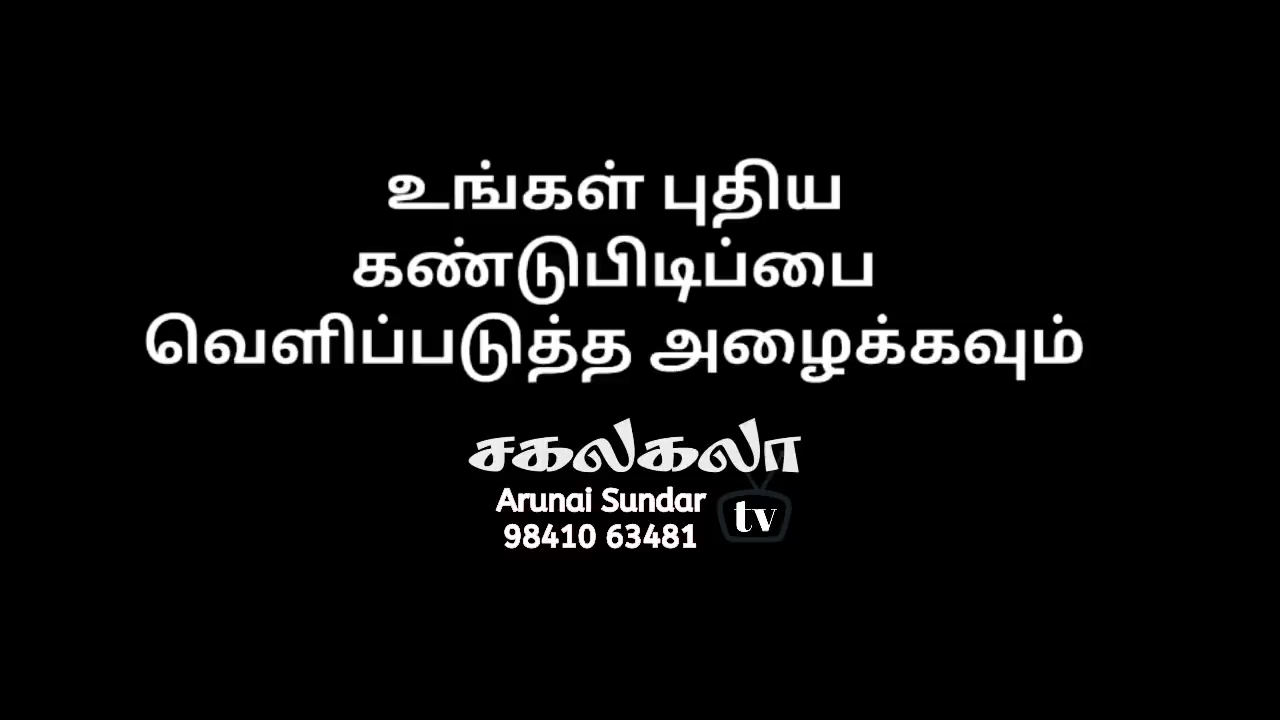 உங்கள் புதிய
கண்டுபிடிப்பை
வெளிப்படுத்த அழைக்கவும்
சகலகலா
Arunai Sundar
98410 63481
tv